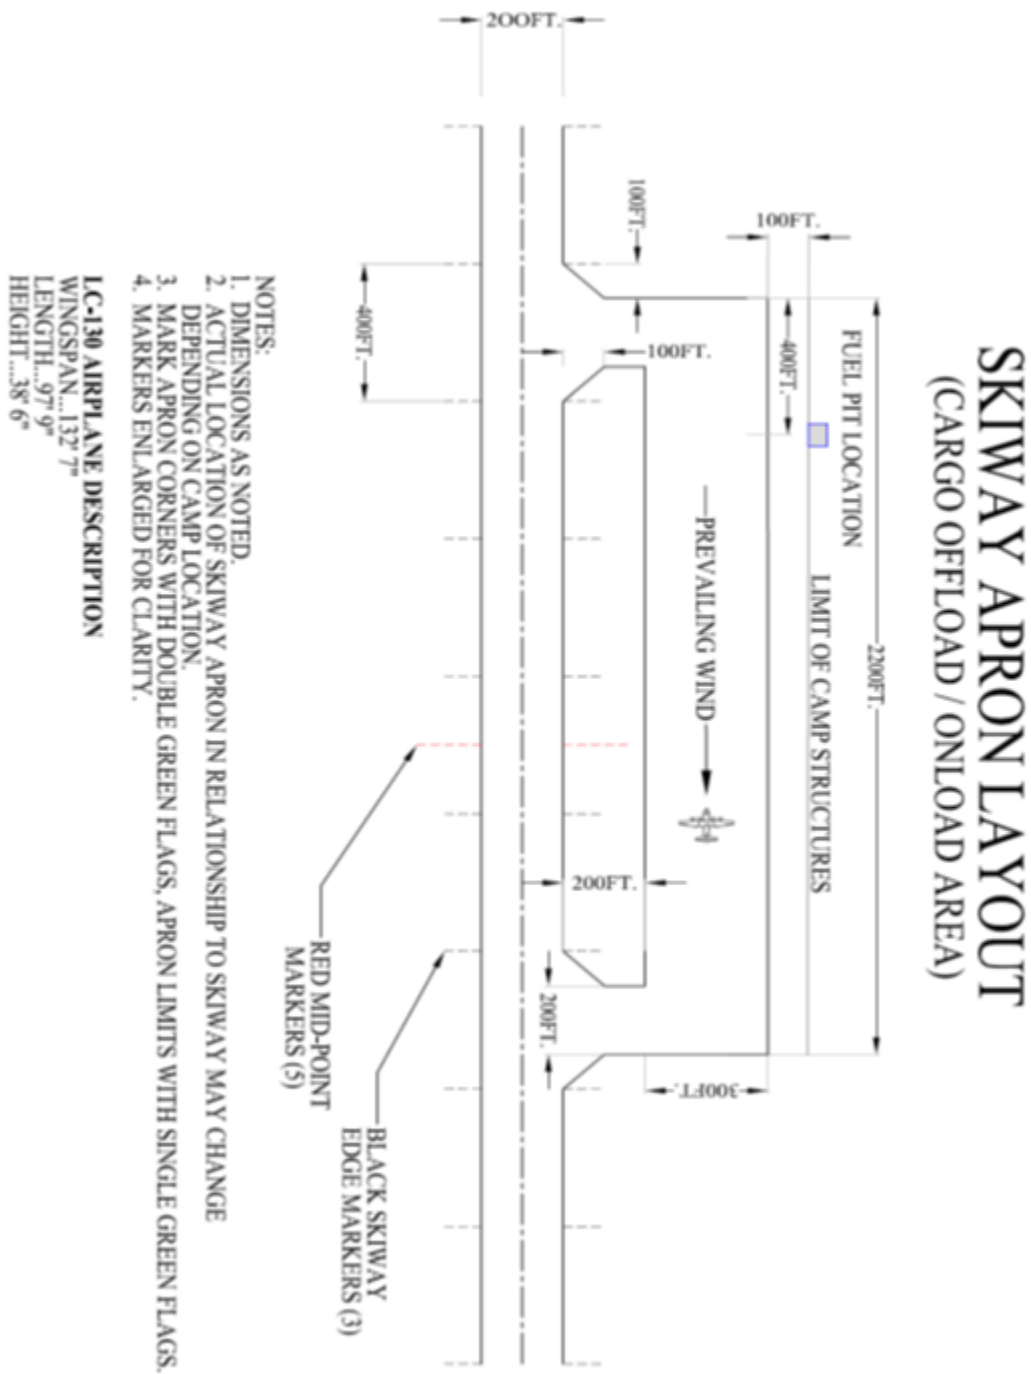 SKIWAY APRON LAYOUT
(CARGO OFFLOAD / ONLOAD AREA)
2200FT.
FUEL PIT LOCATION
LIMIT OF CAMP STRUCTURES
100FT.
400FT.
PREVAILING WIND
300FT.
100FT.
100FT.
200FT.
200FT.
200FT.
400FT.
BLACK SKIWAY
EDGE MARKERS (3)
RED MID-POINT
MARKERS (5)
NOTES:
1. DIMENSIONS AS NOTED.
2. ACTUAL LOCATION OF SKIWAY APRON IN RELATIONSHIP TO SKIWAY MAY CHANGE
DEPENDING ON CAMP LOCATION.
3. MARK APRON CORNERS WITH DOUBLE GREEN FLAGS, APRON LIMITS WITH SINGLE GREEN FLAGS.
4. MARKERS ENLARGED FOR CLARITY.
LC-130 AIRPLANE DESCRIPTION
WINGSPAN...132' 7"
LENGTH...97' 9"
HEIGHT....38' 6"